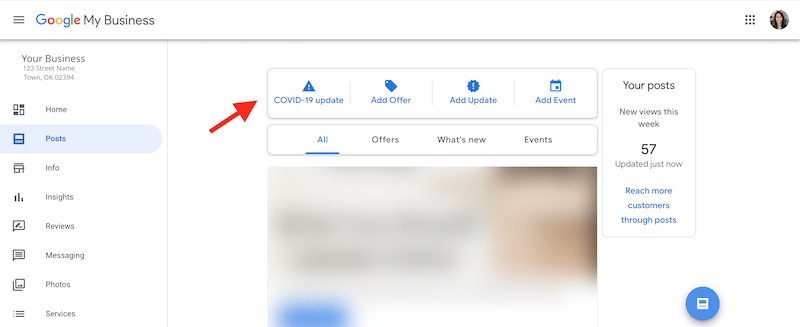 Google My Business
Your Business
123 Street Name
Town, OK 02394
Home
Posts
Info
Insights
Reviews
Messaging
Photos
Services
COVID-19 update
Add Offer
Add Update
Add Event
All
Offers
What's new
Events
Your posts
New views this
week
57
Updated just now
Reach more
customers
through posts